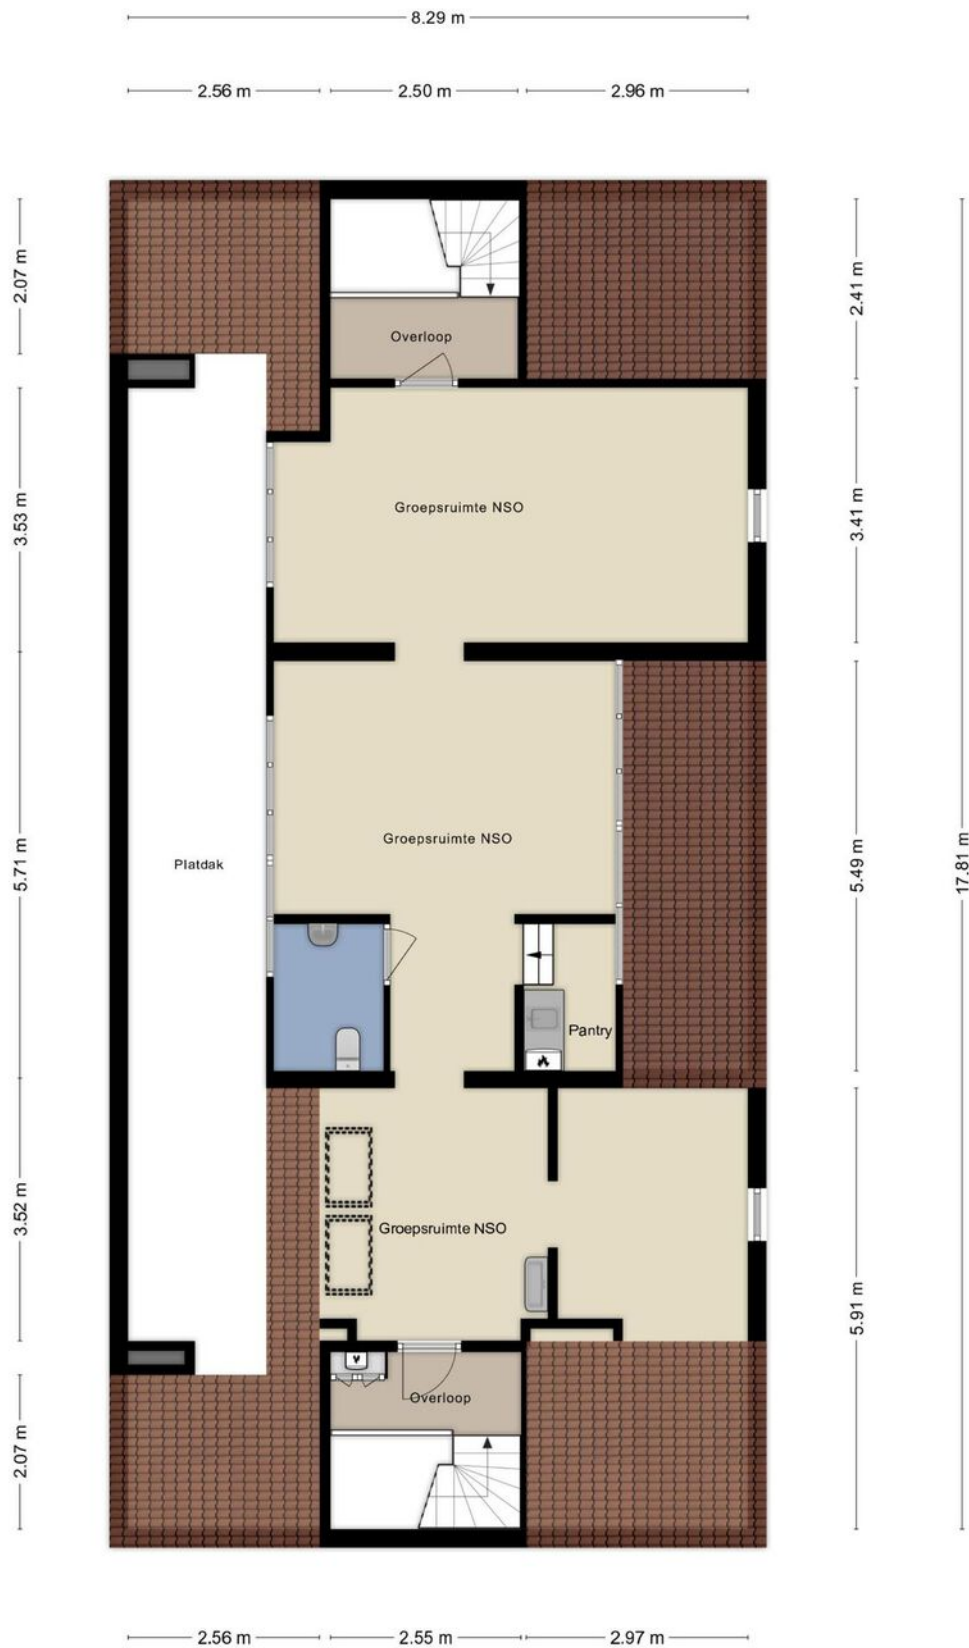 8.29 m
2.56 m
2.50 m
2.96 m
2.07 m
2.41 m
Overloop
3.53 m
Groepsruimte NSO
3.41 m
5.71 m
Groepsruimte NSO
Platdak
5.49 m
17.81 m
Pantry
3.52 m
Groepsruimte NSO
5.91 m
Overloop
2.07 m
2.56 m
2.55 m
2.97 m